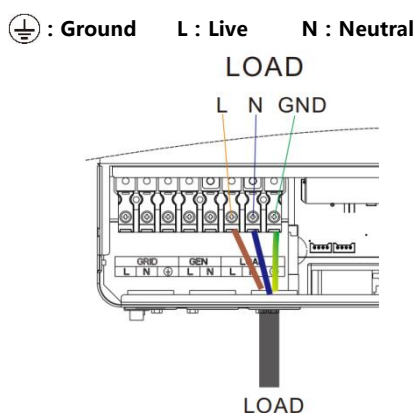 : Ground L : Live N : Neutral
LOAD
L N GND
GRID GEN
L N L N L
LOAD